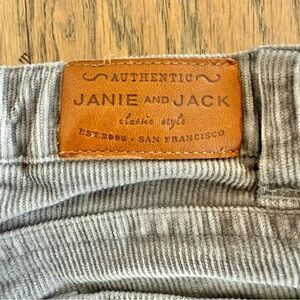 AUTHENTIC
JANIE AND JACK
classic style
EST. 2002 · SAN FRANCISCO